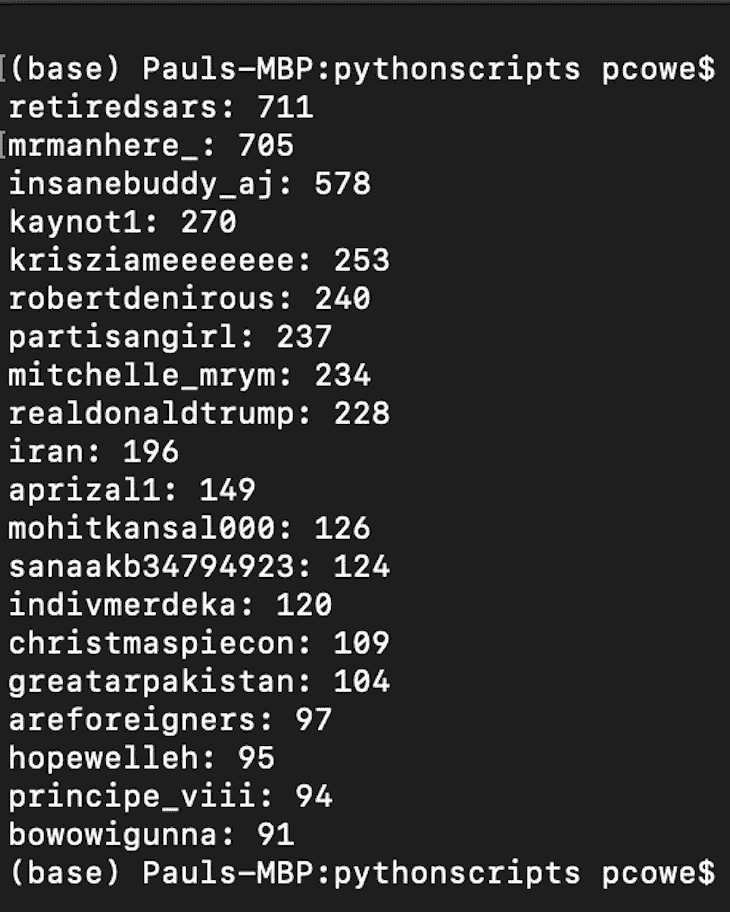 (base) Pauls-MBP:pythonscripts pcowe$
retiredsars: 711
mrmanhere_: 705
insanebuddy_aj: 578
kaynot1: 270
krisziameeeeeee: 253
robertdenirous: 240
partisangirl: 237
mitchelle_mrym: 234
realdonaldtrump: 228
iran: 196
aprizal1: 149
mohitkansal000: 126
sanaakb34794923: 124
indivmerdeka: 120
christmaspiecon: 109
greatarpakistan: 104
areforeigners: 97
hopewelleh: 95
principe_viii: 94
bowowigunna: 91
(base) Pauls-MBP:pythonscripts pcowe$